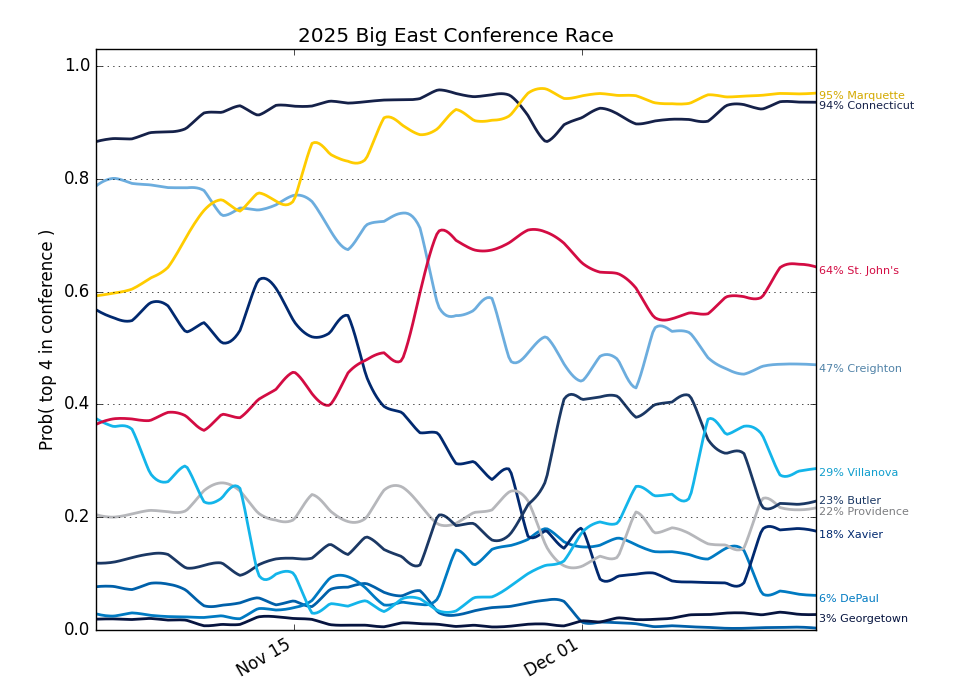 2025 Big East Conference Race
1.0
0.8
0.6
0.4
0.2
0.0
Prob( top 4 in conference )
Nov 15
Dec 01
95% Marquette
94% Connecticut
64% St. John's
47% Creighton
29% Villanova
23% Butler
22% Providence
18% Xavier
6% DePaul
3% Georgetown